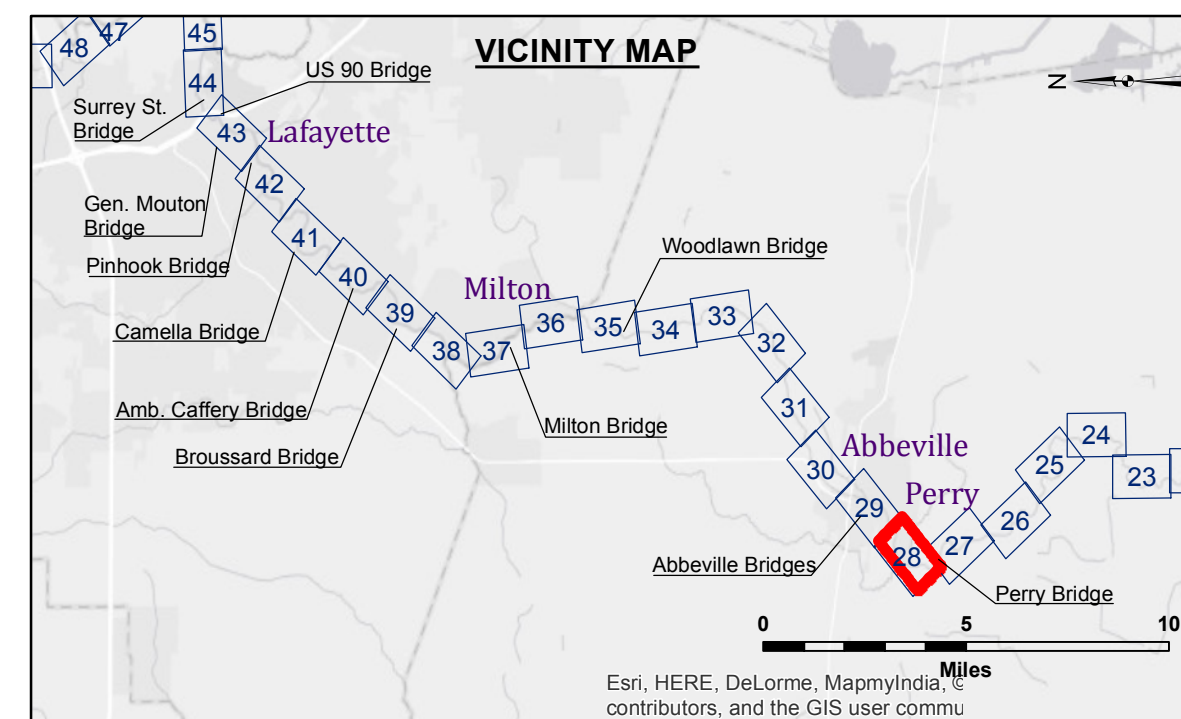 VICINITY MAP
45
47
48
US 90 Bridge
44
Surrey St.
Bridge
N
43
Lafayette
42
Gen. Mouton
Bridge
41
Pinhook Bridge
Woodlawn Bridge
40
Milton
39
36
35
34
33
Camella Bridge
38
37
32
Amb. Caffery Bridge
31
Milton Bridge
24
Broussard Bridge
Abbeville
30
25
23
Perry
29
26
28
27
Abbeville Bridges
Perry Bridge
0 5 10
Miles
Esri, HERE, DeLorme, MapmyIndia, ©
contributors, and the GIS user commu